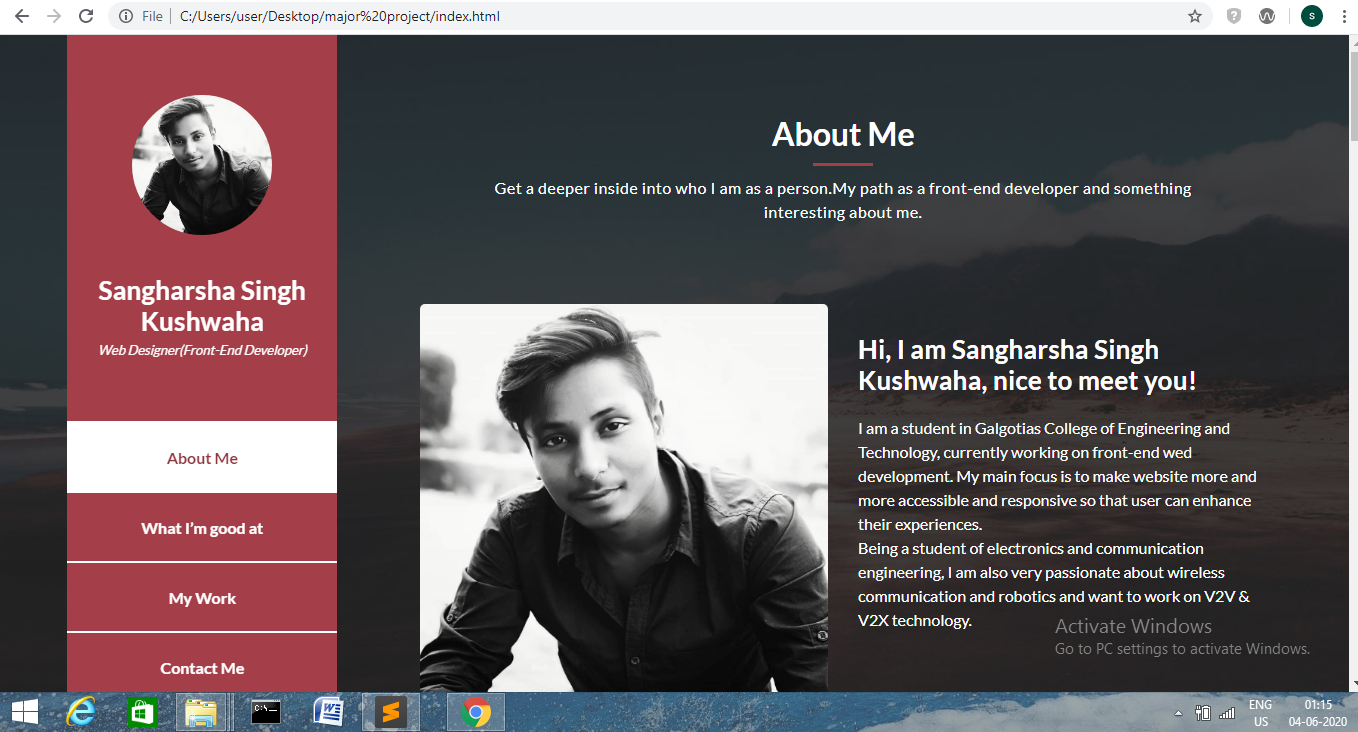 File
C:/Users/user/Desktop/major%20project/index.html
S
Sangharsha Singh
Kushwaha
Web Designer(Front-End Developer)
About Me
What I'm good at
My Work
Contact Me
About Me
Get a deeper inside into who I am as a person.My path as a front-end developer and something
interesting about me.
Hi, I am Sangharsha Singh
Kushwaha, nice to meet you!
I am a student in Galgotias College of Engineering and
Technology, currently working on front-end wed
development. My main focus is to make website more and
more accessible and responsive so that user can enhance
their experiences.
Being a student of electronics and communication
engineering, I am also very passionate about wireless
communication and robotics and want to work on V2V &
V2X technology.
Activate Windows
Go to PC settings to activate Windows.
C:\._
ENG
US
01:15
04-06-2020